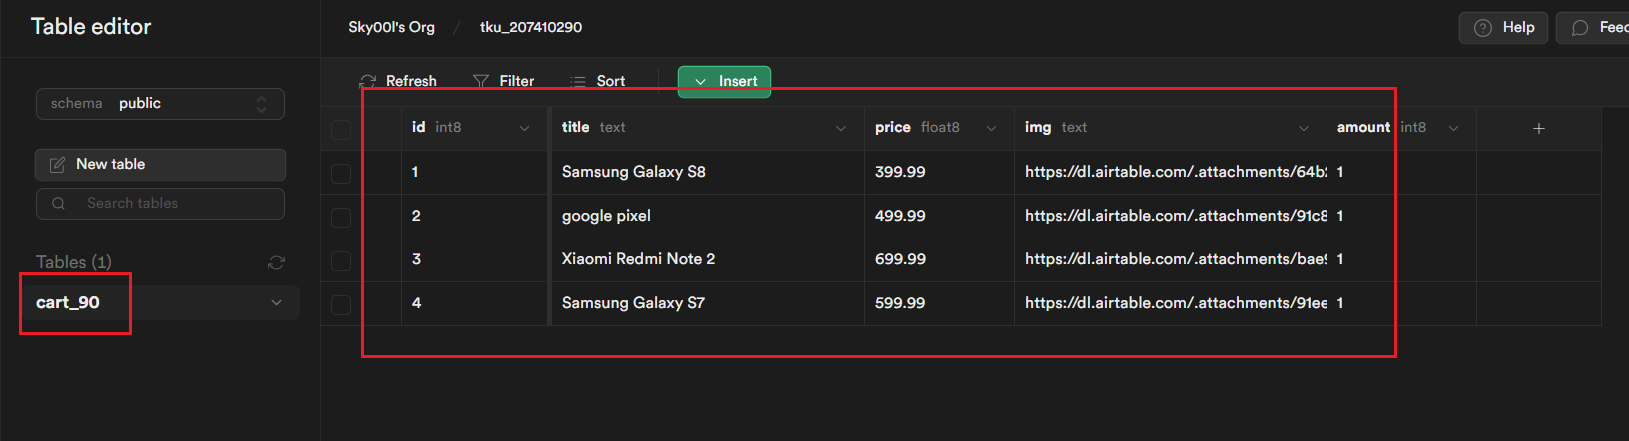 Table editor
Sky00l's Org / tku_207410290
Help
Feec
Refresh Filter Sort Insert
schema public
New table
Search tables
Tables (1)
cart_90
id int8 title text price float8 img text amount int8 +
1 Samsung Galaxy S8 399.99 https://dl.airtable.com/.attachments/64b2 1
2 google pixel 499.99 https://dl.airtable.com/.attachments/91c8 1
3 Xiaomi Redmi Note 2 699.99 https://dl.airtable.com/.attachments/bae9 1
4 Samsung Galaxy S7 599.99 https://dl.airtable.com/.attachments/91ee 1